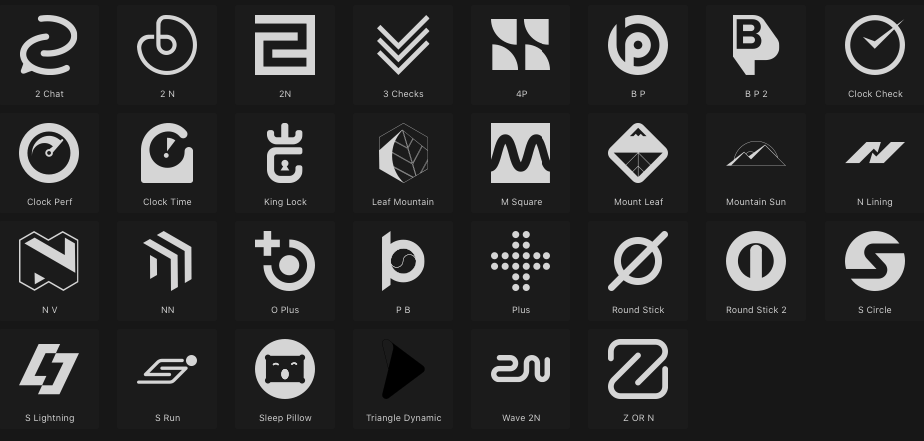 2 Chat
2 N
2N
3 Checks
4P
B P
B P 2
Clock Check
Clock Perf
Clock Time
King Lock
Leaf Mountain
M Square
Mount Leaf
Mountain Sun
N Lining
N V
NN
O Plus
P B
Plus
Round Stick
Round Stick 2
S Circle
S Lightning
S Run
Sleep Pillow
Triangle Dynamic
Wave 2N
Z OR N